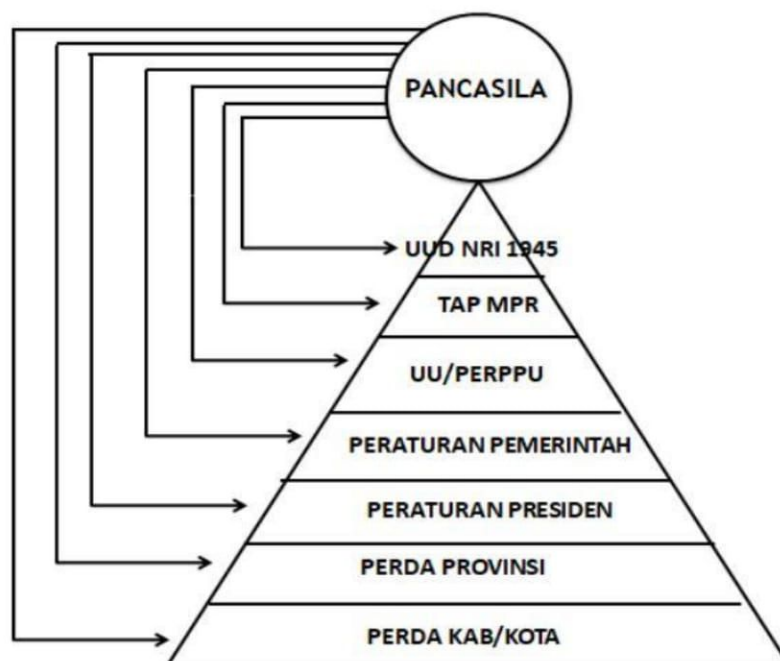 PANCASILA
UUD NRI 1945
TAP MPR
UU/PERPPU
PERATURAN PEMERINTAH
PERATURAN PRESIDEN
PERDA PROVINSI
PERDA KAB/KOTA